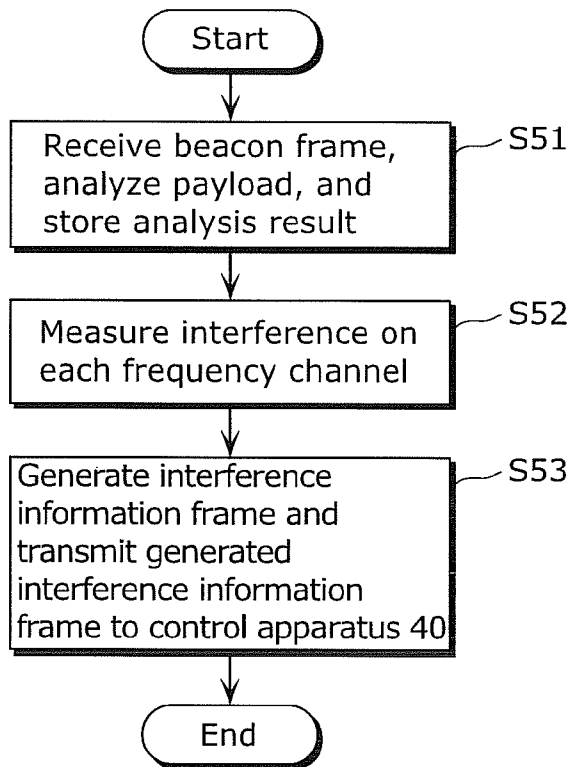 Start
Receive beacon frame,
analyze payload, and
store analysis result
S51
Measure interference on
each frequency channel
S52
Generate interference
information frame and
transmit generated
interference information
frame to control apparatus 40
S53
End